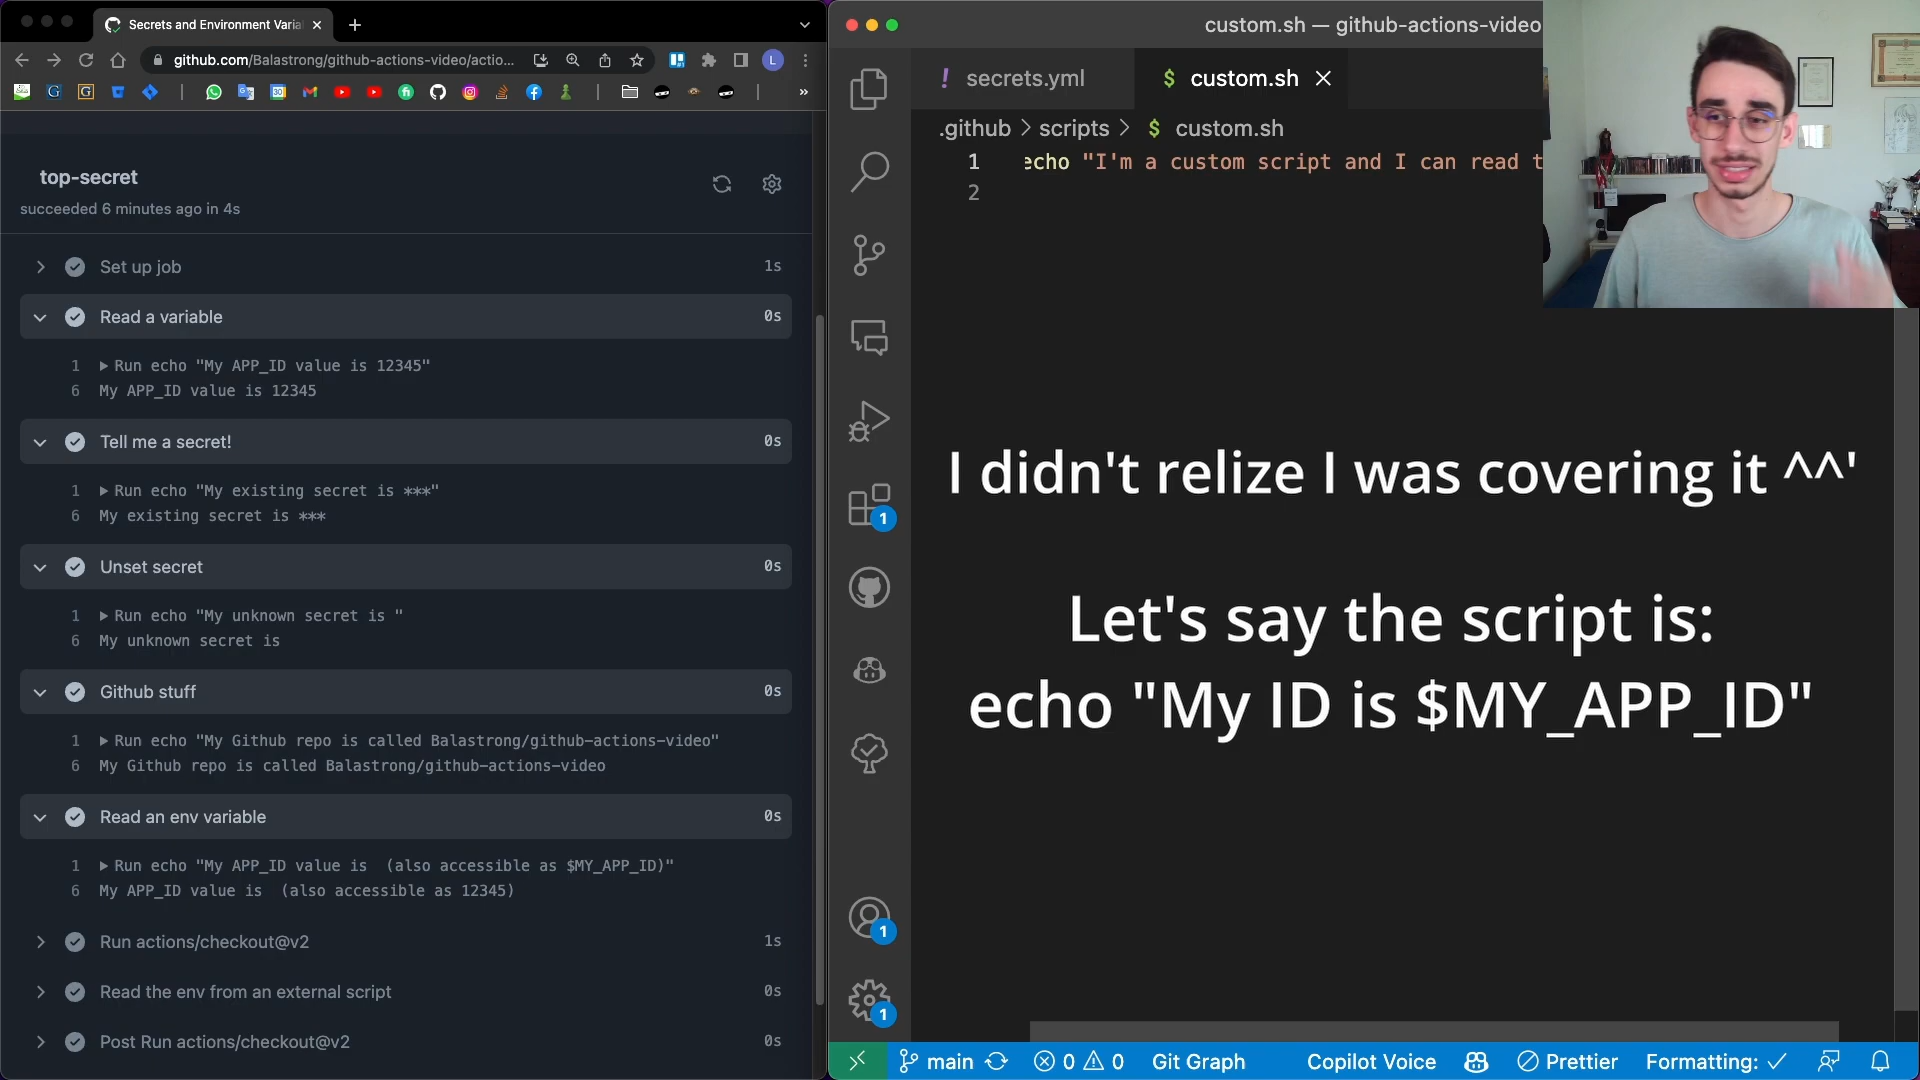 Secrets and Environment Varia
github.com/Balastrong/github-actions-video/actio...
L
top-secret
succeeded 6 minutes ago in 4s
Set up job 1s
Read a variable 0s
1 Run echo "My APP_ID value is 12345"
6 My APP_ID value is 12345
Tell me a secret! 0s
1 Run echo "My existing secret is ***"
6 My existing secret is ***
Unset secret 0s
1 Run echo "My unknown secret is "
6 My unknown secret is
Github stuff 0s
1 Run echo "My Github repo is called Balastrong/github-actions-video"
6 My Github repo is called Balastrong/github-actions-video
Read an env variable 0s
1 Run echo "My APP_ID value is  (also accessible as $MY_APP_ID)"
6 My APP_ID value is  (also accessible as 12345)
Run actions/checkout@v2 1s
Read the env from an external script 0s
Post Run actions/checkout@v2 0s
custom.sh — github-actions-video
! secrets.yml $ custom.sh
.github > scripts > $ custom.sh
1 echo "I'm a custom script and I can read t
2
I didn't relize I was covering it ^^'
Let's say the script is:
echo "My ID is $MY_APP_ID"
1
1
1
main 0 0 Git Graph Copilot Voice Prettier Formatting: ✓